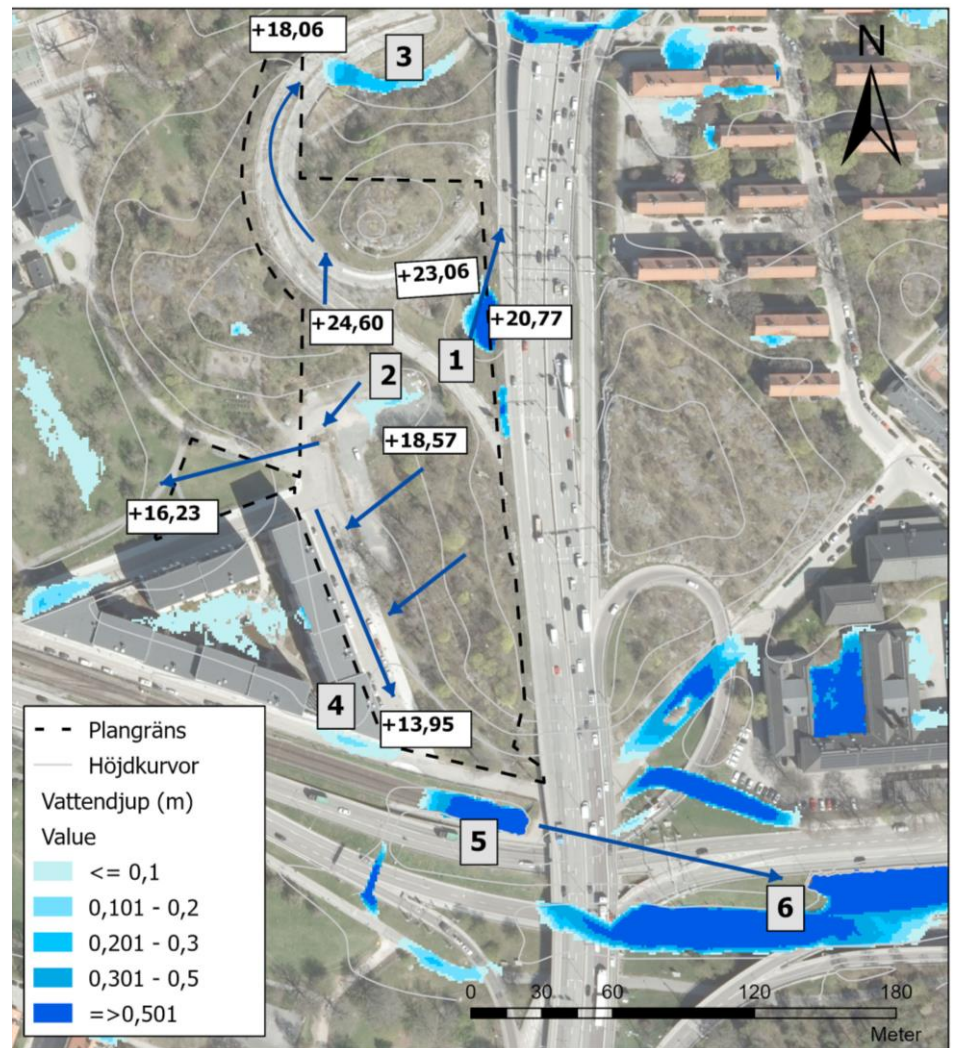 +18,06
3
N
+23,06
+24,60
+20,77
1
2
+18,57
+16,23
4
+13,95
Plangräns
Höjdkurvor
Vattendjup (m)
Value
<= 0,1
0,101 - 0,2
0,201 - 0,3
0,301 - 0,5
=>0,501
5
6
0 30 60 120 180
Meter